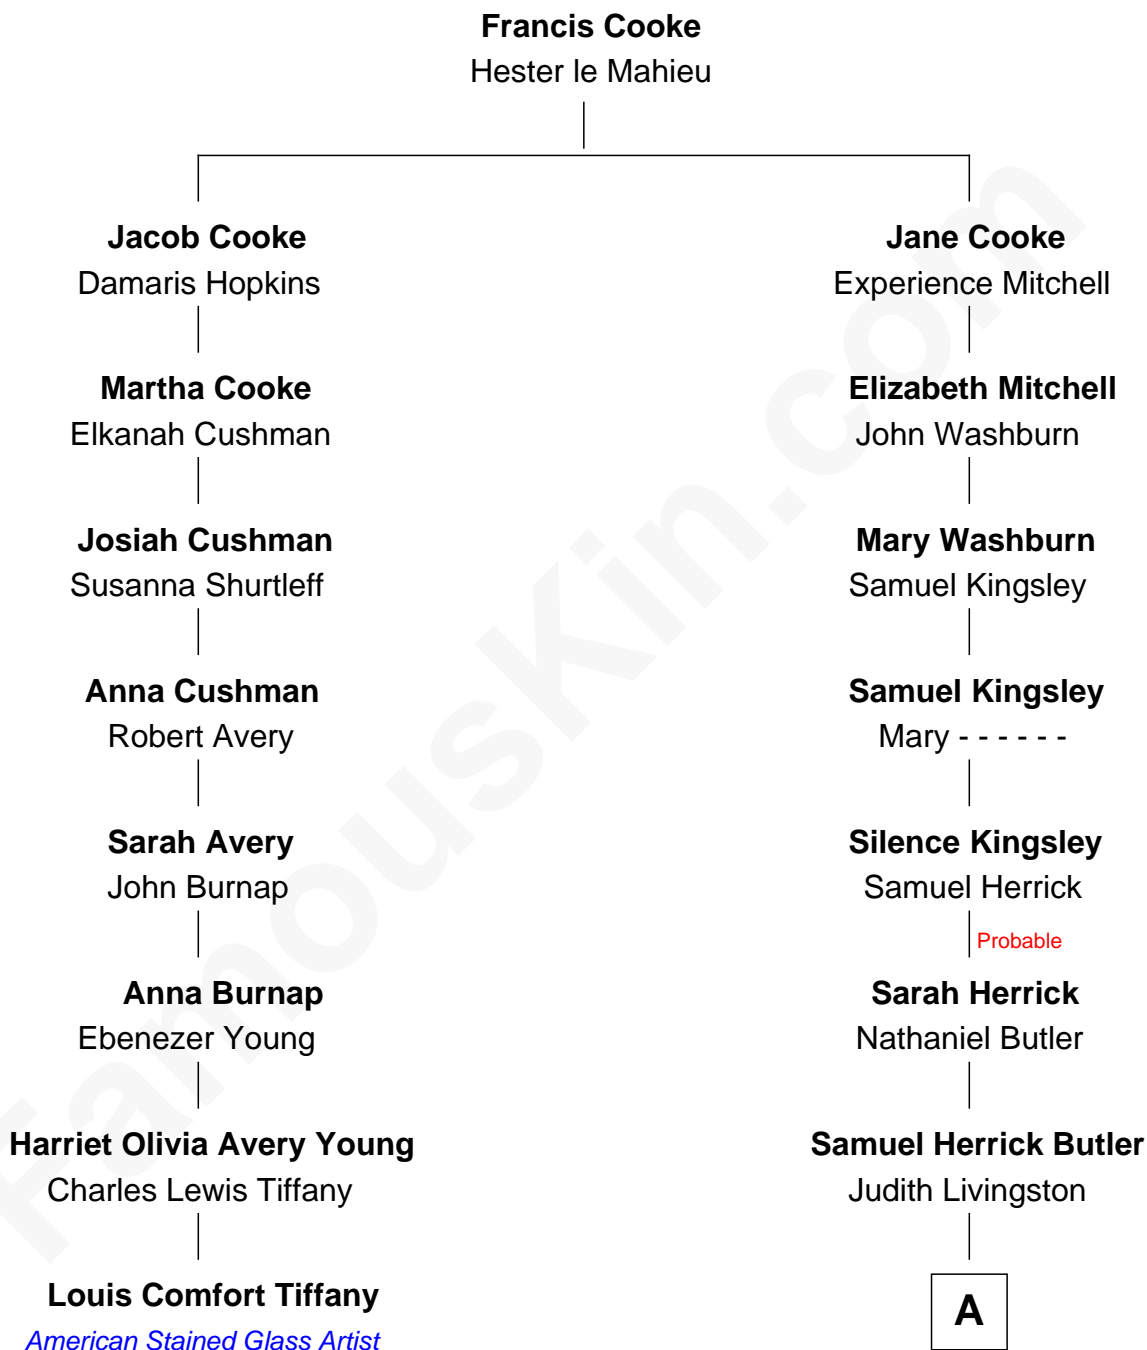 Francis Cooke
Hester le Mahieu
Jacob Cooke
Damaris Hopkins
Jane Cooke
Experience Mitchell
Martha Cooke
Elkanah Cushman
Elizabeth Mitchell
John Washburn
Josiah Cushman
Susanna Shurtleff
Mary Washburn
Samuel Kingsley
Anna Cushman
Robert Avery
Samuel Kingsley
Mary - - - - - -
Sarah Avery
John Burnap
Silence Kingsley
Samuel Herrick
Probable
Anna Burnap
Ebenezer Young
Sarah Herrick
Nathaniel Butler
Harriet Olivia Avery Young
Charles Lewis Tiffany
Samuel Herrick Butler
Judith Livingston
Louis Comfort Tiffany
American Stained Glass Artist
A
FamousKin.com